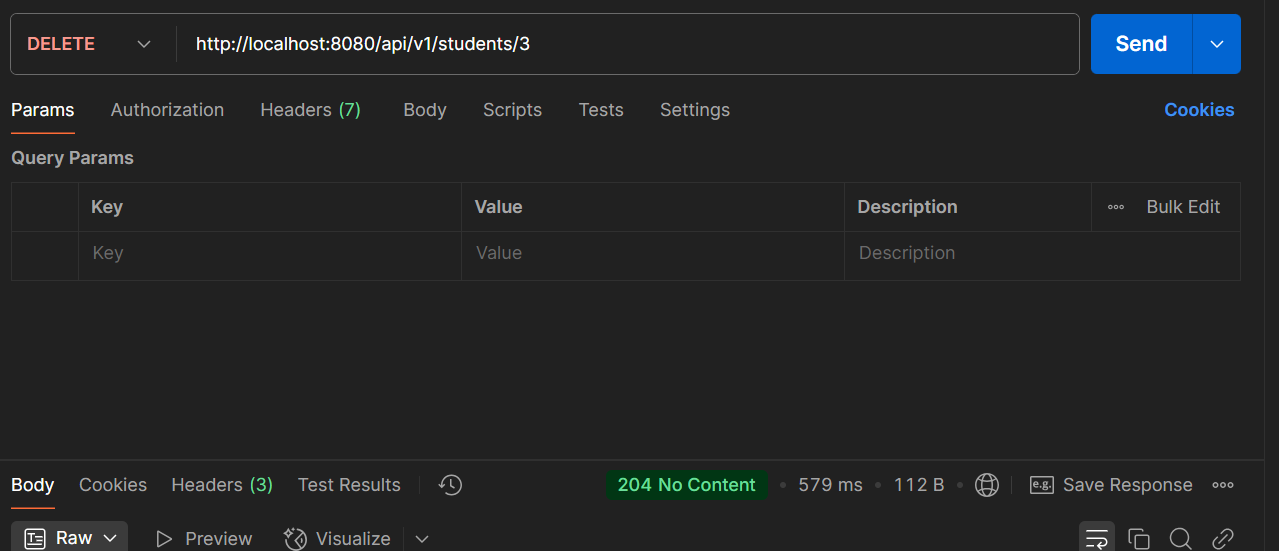 DELETE http://localhost:8080/api/v1/students/3 Send
Params Authorization Headers (7) Body Scripts Tests Settings Cookies
Query Params
Key Value Description Bulk Edit
Key Value Description
Body Cookies Headers (3) Test Results 204 No Content 579 ms 112 B e.g. Save Response
Raw Preview Visualize